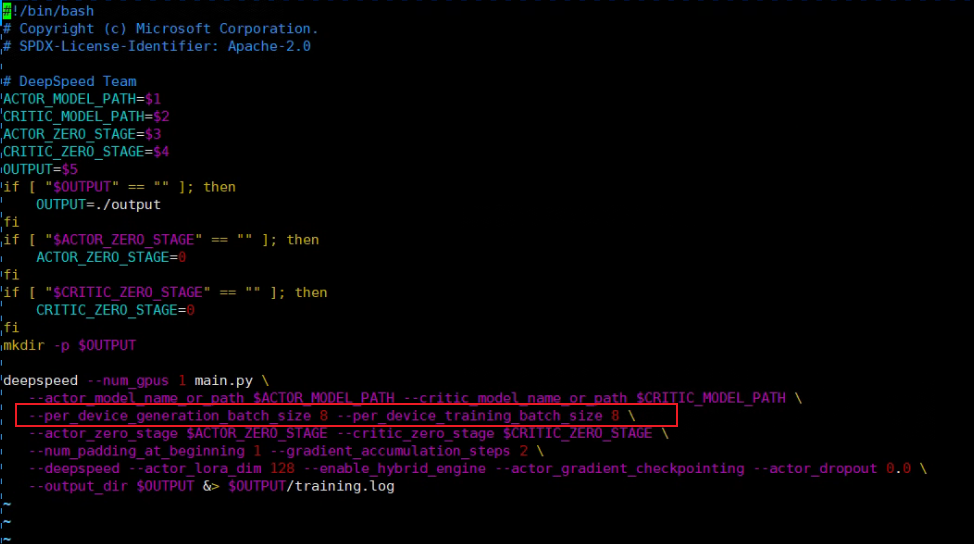 #!/bin/bash
# Copyright (c) Microsoft Corporation.
# SPDX-License-Identifier: Apache-2.0
# DeepSpeed Team
ACTOR_MODEL_PATH=$1
CRITIC_MODEL_PATH=$2
ACTOR_ZERO_STAGE=$3
CRITIC_ZERO_STAGE=$4
OUTPUT=$5
if [ "$OUTPUT" == "" ]; then
    OUTPUT=./output
fi
if [ "$ACTOR_ZERO_STAGE" == "" ]; then
    ACTOR_ZERO_STAGE=0
fi
if [ "$CRITIC_ZERO_STAGE" == "" ]; then
    CRITIC_ZERO_STAGE=0
fi
mkdir -p $OUTPUT
deepspeed --num_gpus 1 main.py \
   --actor_model_name_or_path $ACTOR_MODEL_PATH --critic_model_name_or_path $CRITIC_MODEL_PATH \
   --per_device_generation_batch_size 8 --per_device_training_batch_size 8 \
   --actor_zero_stage $ACTOR_ZERO_STAGE --critic_zero_stage $CRITIC_ZERO_STAGE \
   --num_padding_at_beginning 1 --gradient_accumulation_steps 2 \
   --deepspeed --actor_lora_dim 128 --enable_hybrid_engine --actor_gradient_checkpointing --actor_dropout 0.0 \
   --output_dir $OUTPUT &> $OUTPUT/training.log
~
~
~